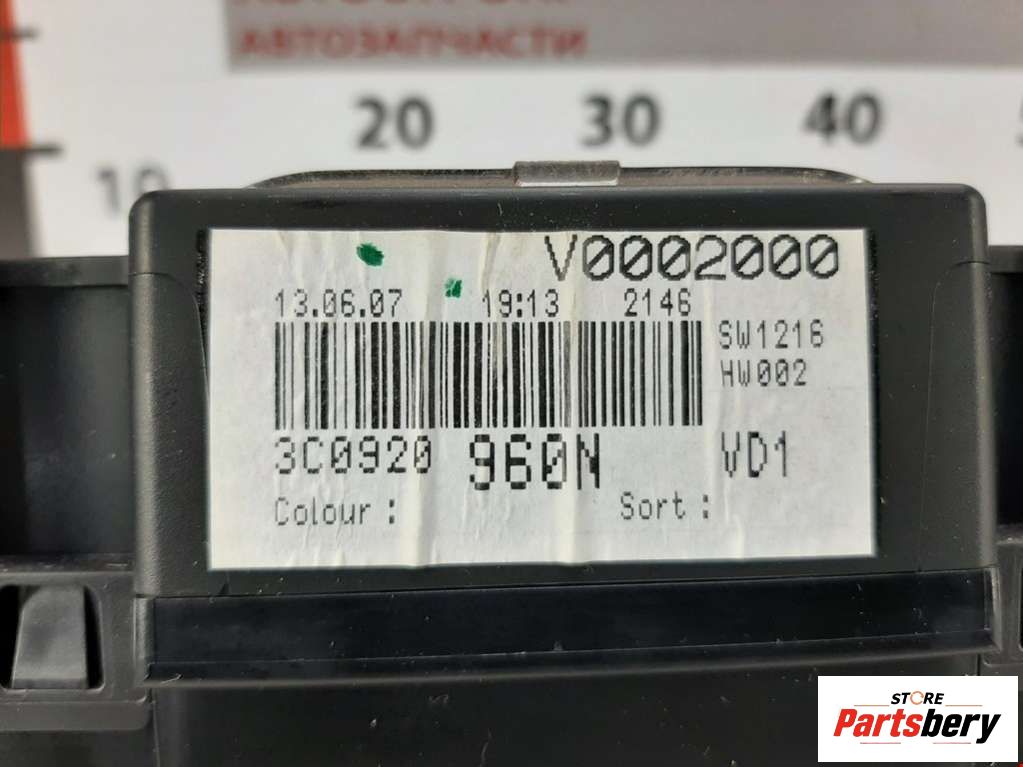 АВТОЗАПЧАСТИ
10 20 30 40
V0002000
13.06.07 19:13 2146
SW1216
HW002
3C0920 960N VD1
Colour : Sort :
STORE
Partsbery